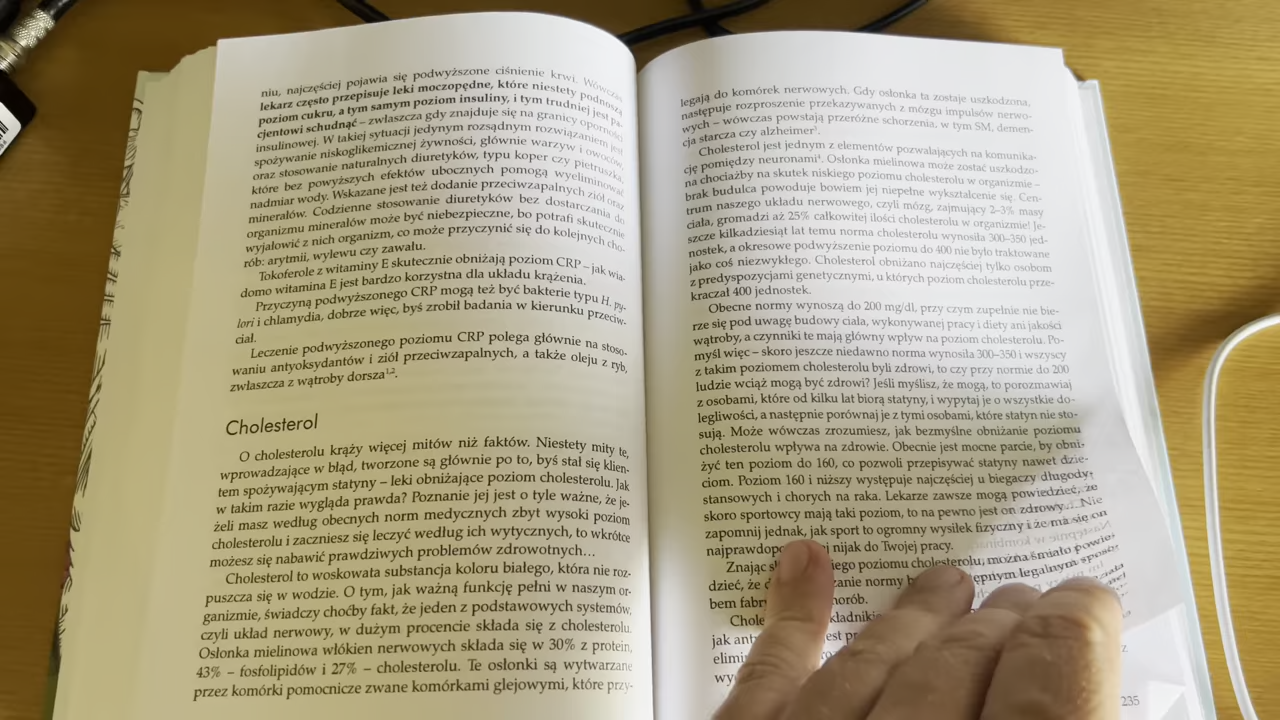 niu, najczęściej pojawia się podwyższone ciśnienie krwi. Wówczas
lekarz często przepisuje leki moczopędne, które niestety podnoszą
poziom cukru, a tym samym poziom insuliny, i tym trudniej jest pa-
cjentowi schudnąć – zwłaszcza gdy znajduje się na granicy oporności
insulinowej. W takiej sytuacji jedynym rozsądnym rozwiązaniem jest
spożywanie niskoglikemicznej żywności, głównie warzyw i owoców,
oraz stosowanie naturalnych diuretyków, typu koper czy pietruszka,
które bez powyższych efektów ubocznych pomogą wyeliminować
nadmiar wody. Wskazane jest też dodanie przeciwzapalnych ziół oraz
minerałów. Codzienne stosowanie diuretyków bez dostarczania do
organizmu minerałów może być niebezpieczne, bo potrafi skutecznie
wyjałowić z nich organizm, co może przyczynić się do kolejnych cho-
rób: arytmii, wylewu czy zawału.
Tokoferole z witaminy E skutecznie obniżają poziom CRP – jak wia-
domo witamina E jest bardzo korzystna dla układu krążenia.
Przyczyną podwyższonego CRP mogą też być bakterie typu H. py-
lori i chlamydia, dobrze więc, byś zrobił badania w kierunku przeciw-
ciał.
Leczenie podwyższonego poziomu CRP polega głównie na stoso-
waniu antyoksydantów i ziół przeciwzapalnych, a także oleju z ryb,
zwłaszcza z wątroby dorsza¹,².
Cholesterol
O cholesterolu krąży więcej mitów niż faktów. Niestety mity te,
wprowadzające w błąd, tworzone są głównie po to, byś stał się klien-
tem spożywającym statyny – leki obniżające poziom cholesterolu. Jak
w takim razie wygląda prawda? Poznanie jej jest o tyle ważne, że je-
żeli masz według obecnych norm medycznych zbyt wysoki poziom
cholesterolu i zaczniesz się leczyć według ich wytycznych, to wkrótce
możesz się nabawić prawdziwych problemów zdrowotnych...
Cholesterol to woskowata substancja koloru białego, która nie roz-
puszcza się w wodzie. O tym, jak ważną funkcję pełni w naszym or-
ganizmie, świadczy choćby fakt, że jeden z podstawowych systemów,
czyli układ nerwowy, w dużym procencie składa się z cholesterolu.
Osłonka mielinowa włókien nerwowych składa się w 30% z protein,
43% – fosfolipidów i 27% – cholesterolu. Te osłonki są wytwarzane
przez komórki pomocnicze zwane komórkami glejowymi, które przy-
legają do komórek nerwowych. Gdy osłonka ta zostaje uszkodzona,
następuje rozproszenie przekazywanych z mózgu impulsów nerwo-
wych – wówczas powstają przeróżne schorzenia, w tym SM, demen-
cja starcza czy alzheimer³.
Cholesterol jest jednym z elementów pozwalających na komunika-
cję pomiędzy neuronami⁴. Osłonka mielinowa może zostać uszkodzo-
na chociażby na skutek niskiego poziomu cholesterolu w organizmie –
brak budulca powoduje bowiem jej niepełne wykształcenie się. Cen-
trum naszego układu nerwowego, czyli mózg, zajmujący 2–3% masy
ciała, gromadzi aż 25% całkowitej ilości cholesterolu w organizmie! Je-
szcze kilkadziesiąt lat temu norma cholesterolu wynosiła 300–350 jed-
nostek, a okresowe podwyższenie poziomu do 400 nie było traktowane
jako coś niezwykłego. Cholesterol obniżano najczęściej tylko osobom
z predyspozycjami genetycznymi, u których poziom cholesterolu prze-
kraczał 400 jednostek.
Obecne normy wynoszą do 200 mg/dl, przy czym zupełnie nie bie-
rze się pod uwagę budowy ciała, wykonywanej pracy i diety ani jakości
wątroby, a czynniki te mają główny wpływ na poziom cholesterolu. Po-
myśl więc – skoro jeszcze niedawno norma wynosiła 300–350 i wszyscy
z takim poziomem cholesterolu byli zdrowi, to czy przy normie do 200
ludzie wciąż mogą być zdrowi? Jeśli myślisz, że mogą, to porozmawiaj
z osobami, które od kilku lat biorą statyny, i wypytaj je o wszystkie do-
legliwości, a następnie porównaj je z tymi osobami, które statyn nie sto-
sują. Może wówczas zrozumiesz, jak bezmyślne obniżanie poziomu
cholesterolu wpływa na zdrowie. Obecnie jest mocne parcie, by obni-
żyć ten poziom do 160, co pozwoli przepisywać statyny nawet dzie-
ciom. Poziom 160 i niższy występuje najczęściej u biegaczy długody-
stansowych i chorych na raka. Lekarze zawsze mogą powiedzieć, że
skoro sportowcy mają taki poziom, to na pewno jest on zdrowy... Nie
zapomnij jednak, jak sport to ogromny wysiłek fizyczny i że ma się on
nijak do Twojej pracy.
Znając poziomu cholesterolu, można śmiało powie-
dzieć, że normy legalnym sposo-
bem
jak
235